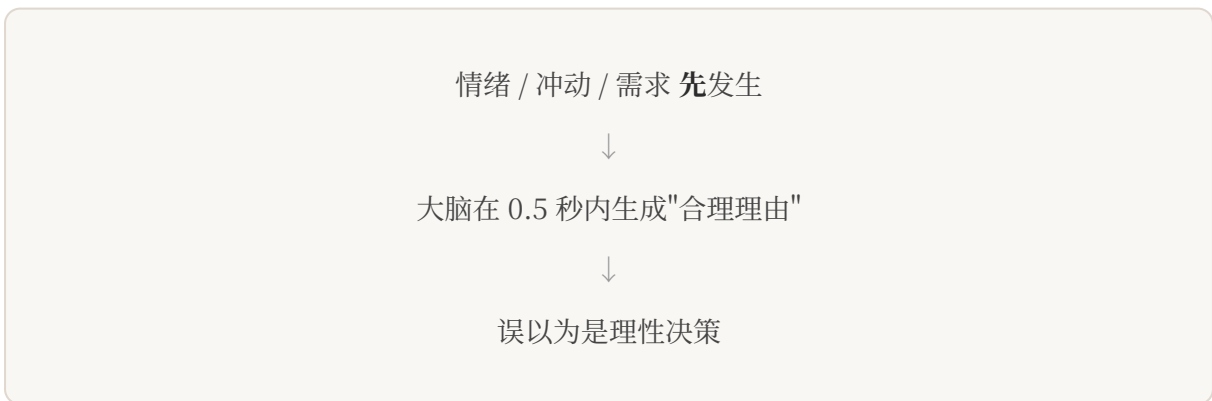 情绪 / 冲动 / 需求 先发生
↓
大脑在 0.5 秒内生成"合理理由"
↓
误以为是理性决策